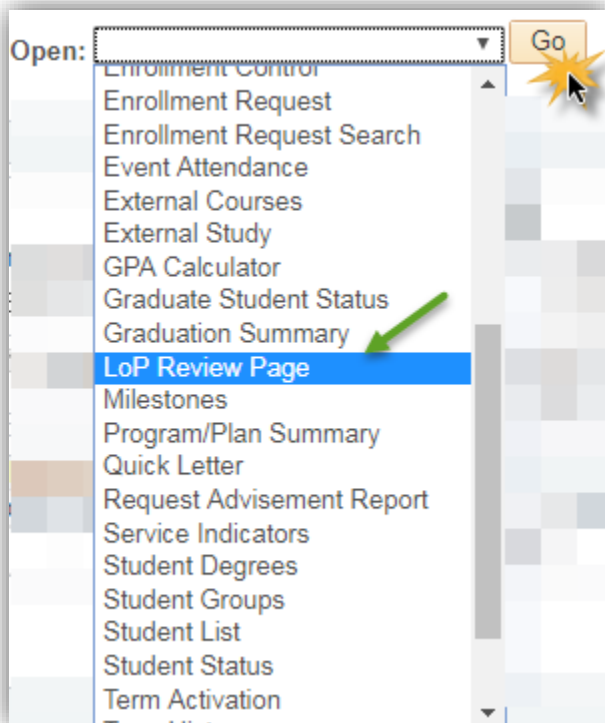 Open: Go
Enrollment Control
Enrollment Request
Enrollment Request Search
Event Attendance
External Courses
External Study
GPA Calculator
Graduate Student Status
Graduation Summary
LoP Review Page
Milestones
Program/Plan Summary
Quick Letter
Request Advisement Report
Service Indicators
Student Degrees
Student Groups
Student List
Student Status
Term Activation